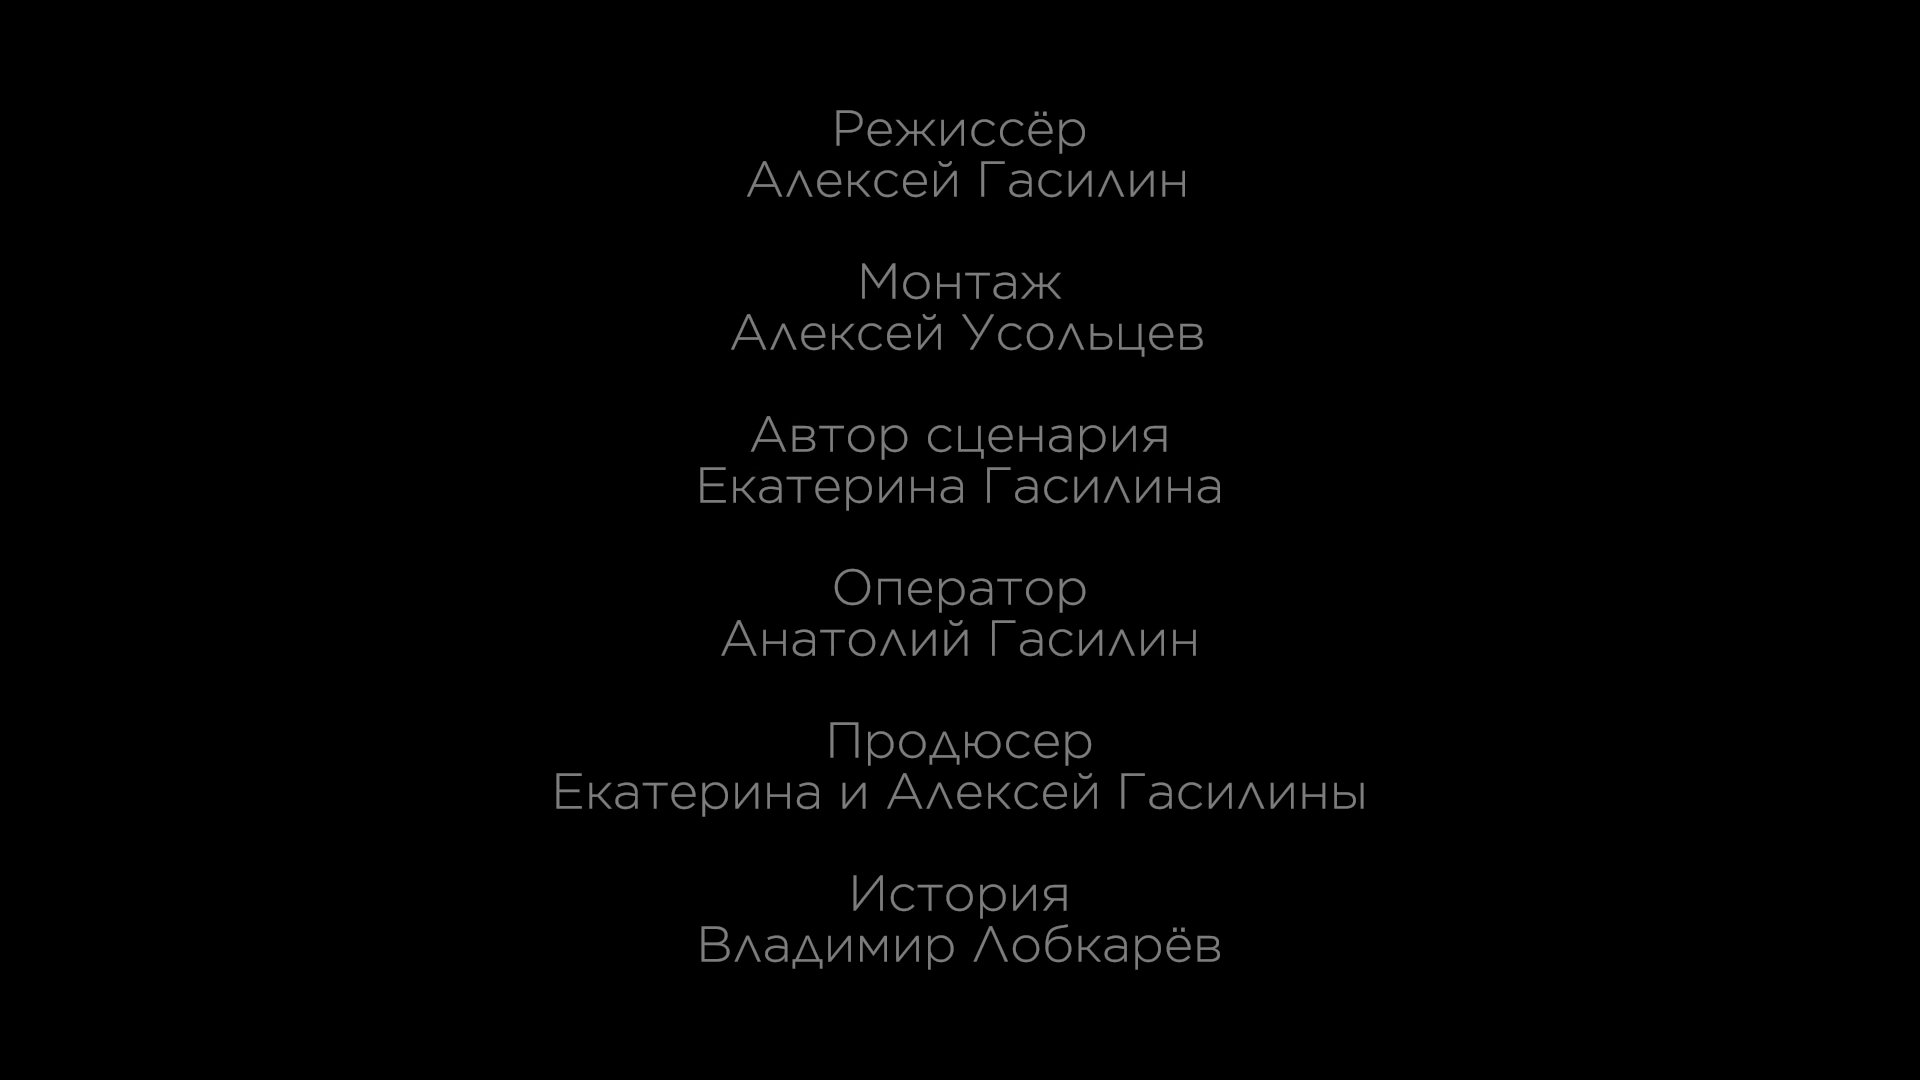 Режиссёр
Алексей Гасилин
Монтаж
Алексей Усольцев
Автор сценария
Екатерина Гасилина
Оператор
Анатолий Гасилин
Продюсер
Екатерина и Алексей Гасилины
История
Владимир Лобкарёв